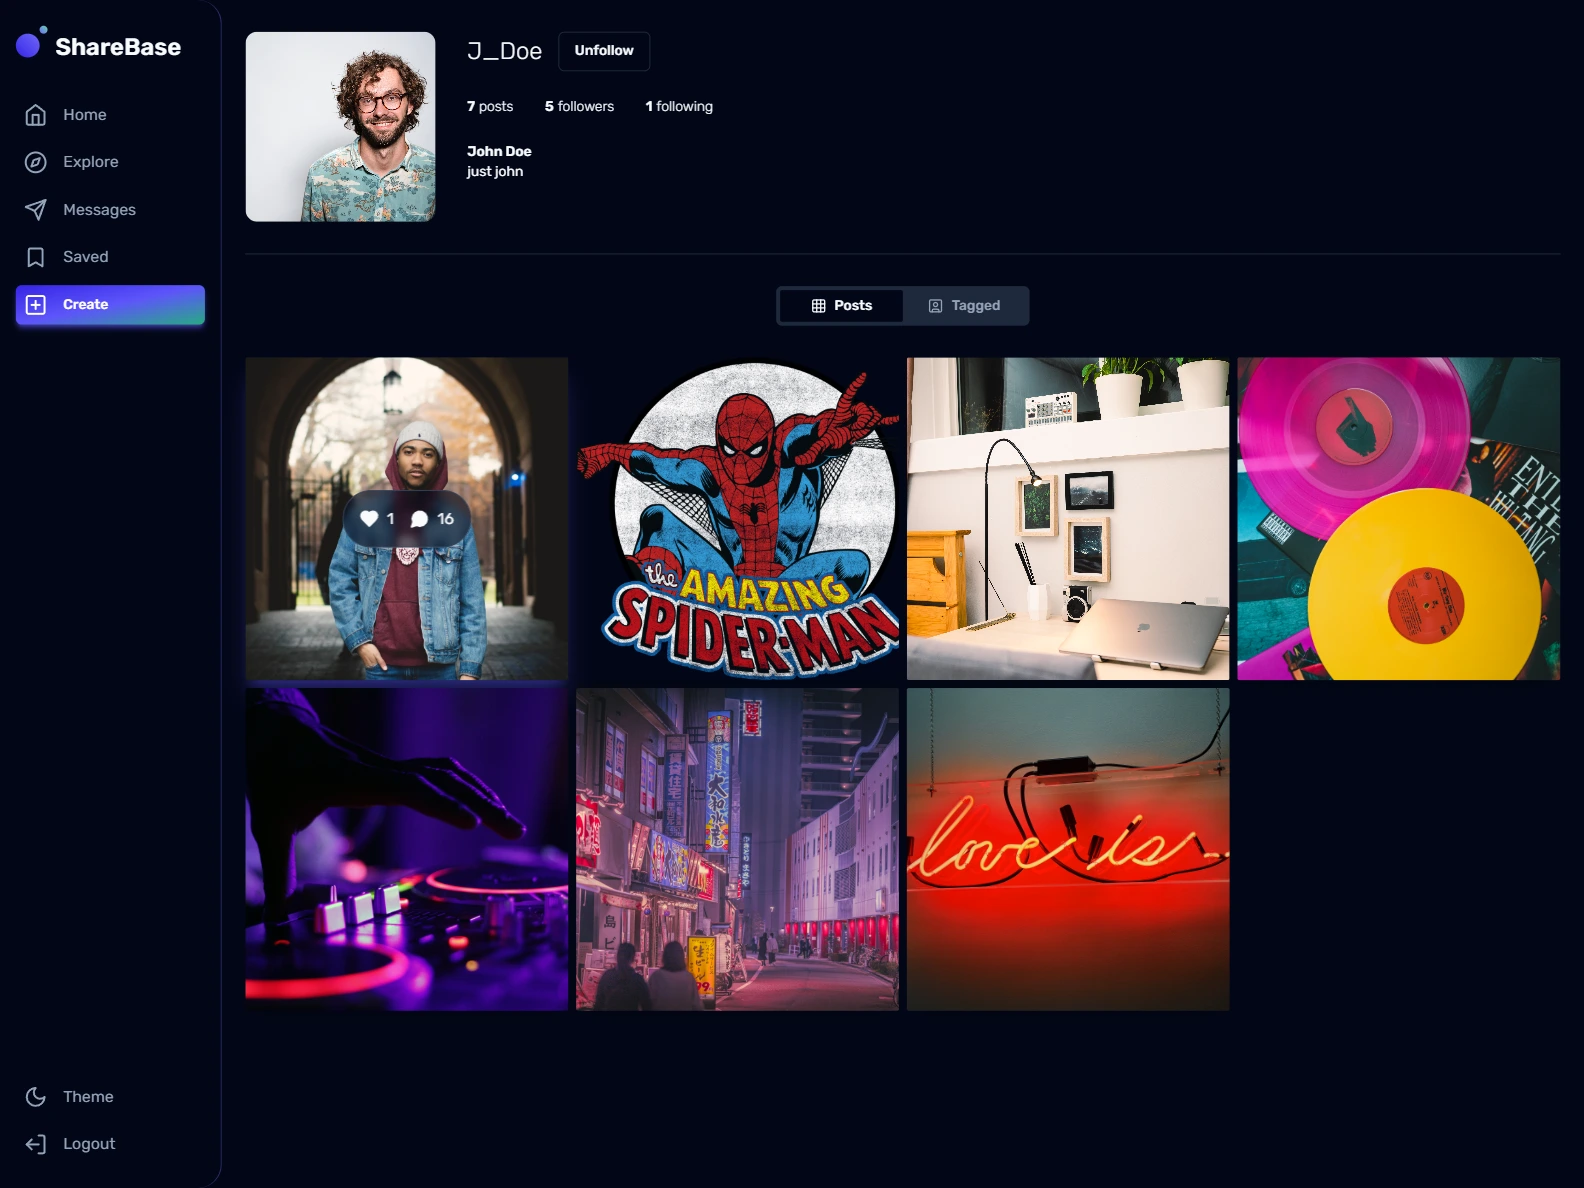 ShareBase
Home
Explore
Messages
Saved
Create
Theme
Logout
J_Doe
Unfollow
7 posts
5 followers
1 following
John Doe
just john
Posts
Tagged
1
16
the
AMAZING
SPIDER-MAN
love is